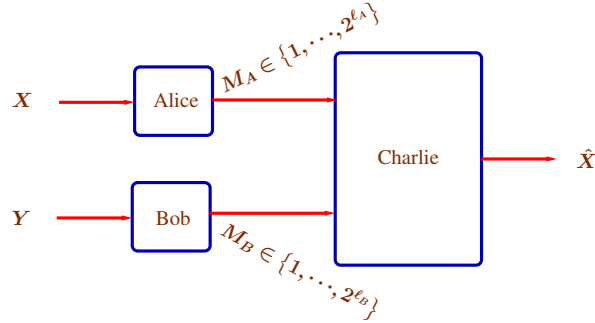 M_A ∈ {1, ⋯, 2^{ℓ_A}}
X
Alice
Charlie
X̂
Y
Bob
M_B ∈ {1, ⋯, 2^{ℓ_B}}